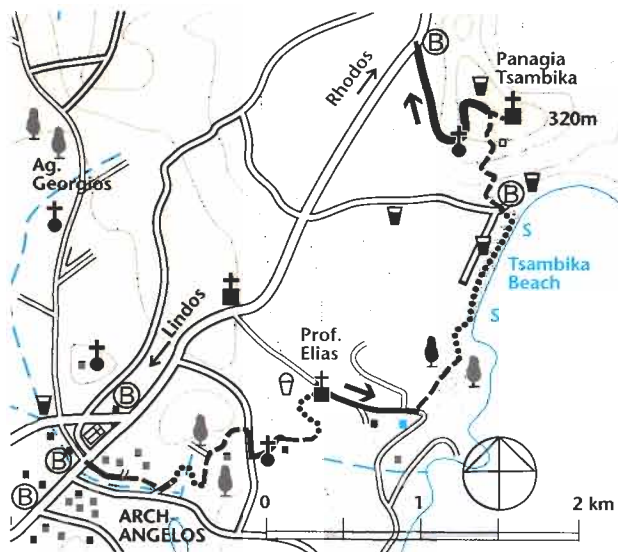 B
Panagia
Tsambika
Rhodos
320m
Ag.
Georgios
B
S
Tsambika
Beach
S
Lindos
Prof.
Elias
B
B
B
0
1
2 km
ARCH
ANGELOS